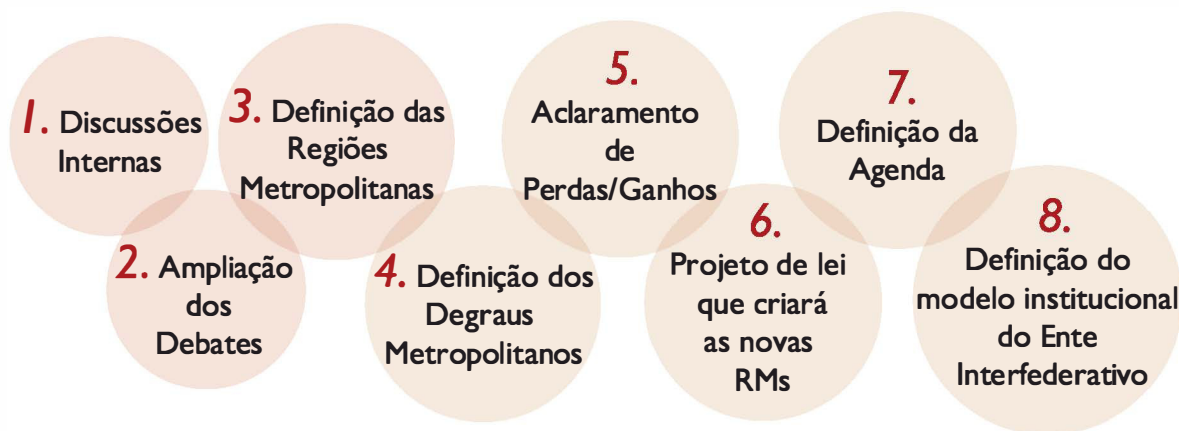 1. Discussões
Internas
2. Ampliação
dos
Debates
3. Definição das
Regiões
Metropolitanas
4. Definição dos
Degraus
Metropolitanos
5.
Aclaramento
de
Perdas/Ganhos
6.
Projeto de lei
que criará
as novas
RMs
7.
Definição da
Agenda
8.
Definição do
modelo institucional
do Ente
Interfederativo